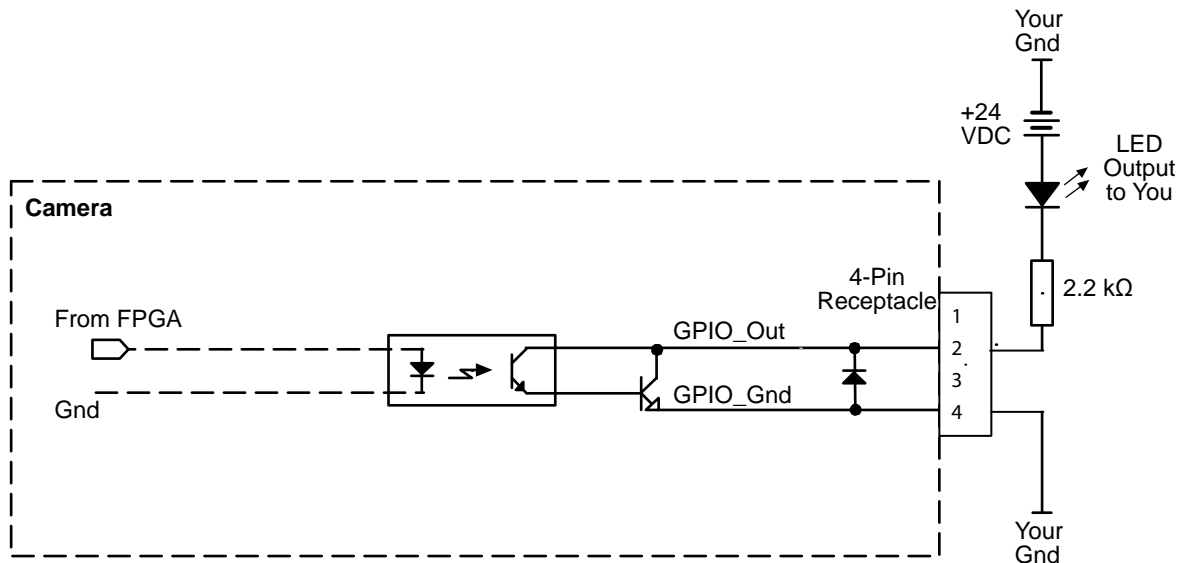 Your
Gnd
+24
VDC
LED
Output
to You
Camera
4-Pin
Receptacle
2.2 kΩ
From FPGA
GPIO_Out
GPIO_Gnd
Gnd
1
2
3
4
Your
Gnd